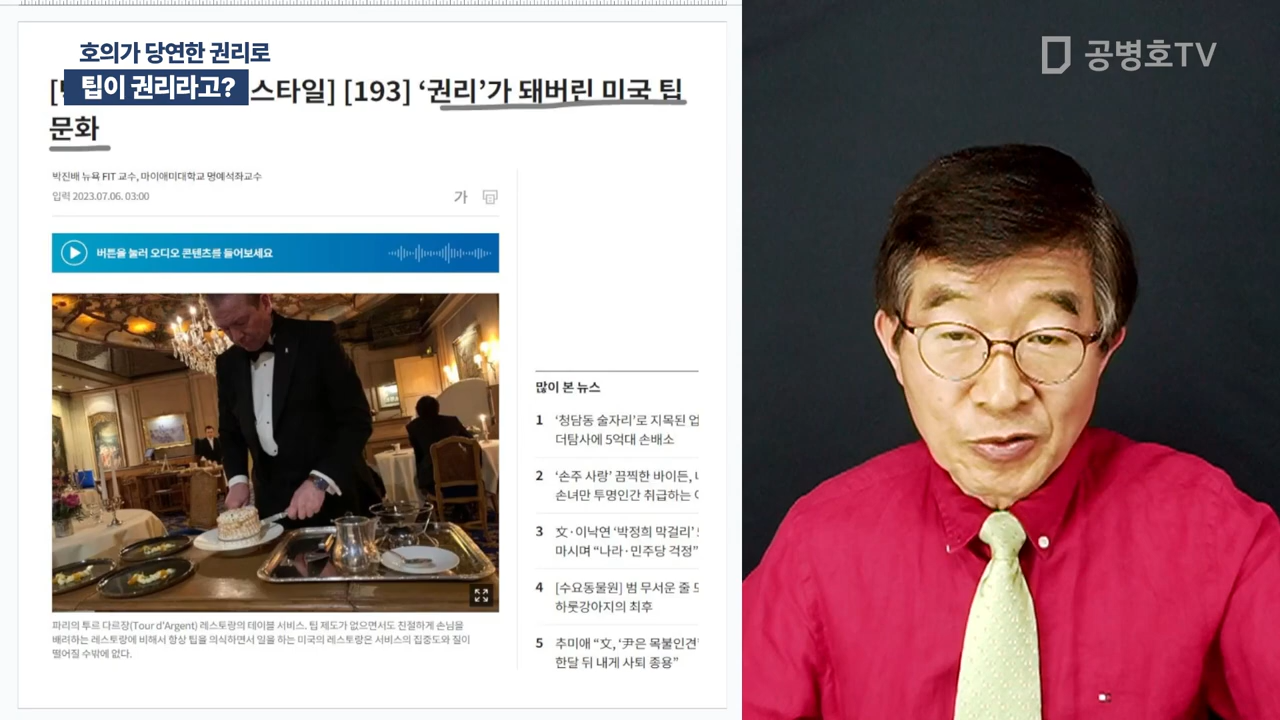 호의가 당연한 권리로
팁이 권리라고?
공병호TV
스타일] [193] ‘권리’가 돼버린 미국 팁
문화
박진배 뉴욕 FIT 교수, 마이애미대학교 명예석좌교수
입력 2023.07.06. 03:00
가
버튼을 눌러 오디오 콘텐츠를 들어보세요
파리의 투르 다르장(Tour d'Argent) 레스토랑의 테이블 서비스. 팁 제도가 없으면서도 친절하게 손님을
배려하는 레스토랑에 비해서 항상 팁을 의식하면서 일을 하는 미국의 레스토랑은 서비스의 집중도와 질이
떨어질 수밖에 없다.
많이 본 뉴스
1 ‘청담동 술자리’로 지목된 업
더탐사에 5억대 손배소
2 ‘손주 사랑’ 끔찍한 바이든,
손녀만 투명인간 취급하는
3 文·이낙연 ‘박정희 막걸리’
마시며 “나라·민주당 걱정”
4 [수요동물원] 범 무서운 줄
하룻강아지의 최후
5 추미애 “文, ‘尹은 목불인견’
한달 뒤 내게 사퇴 종용”